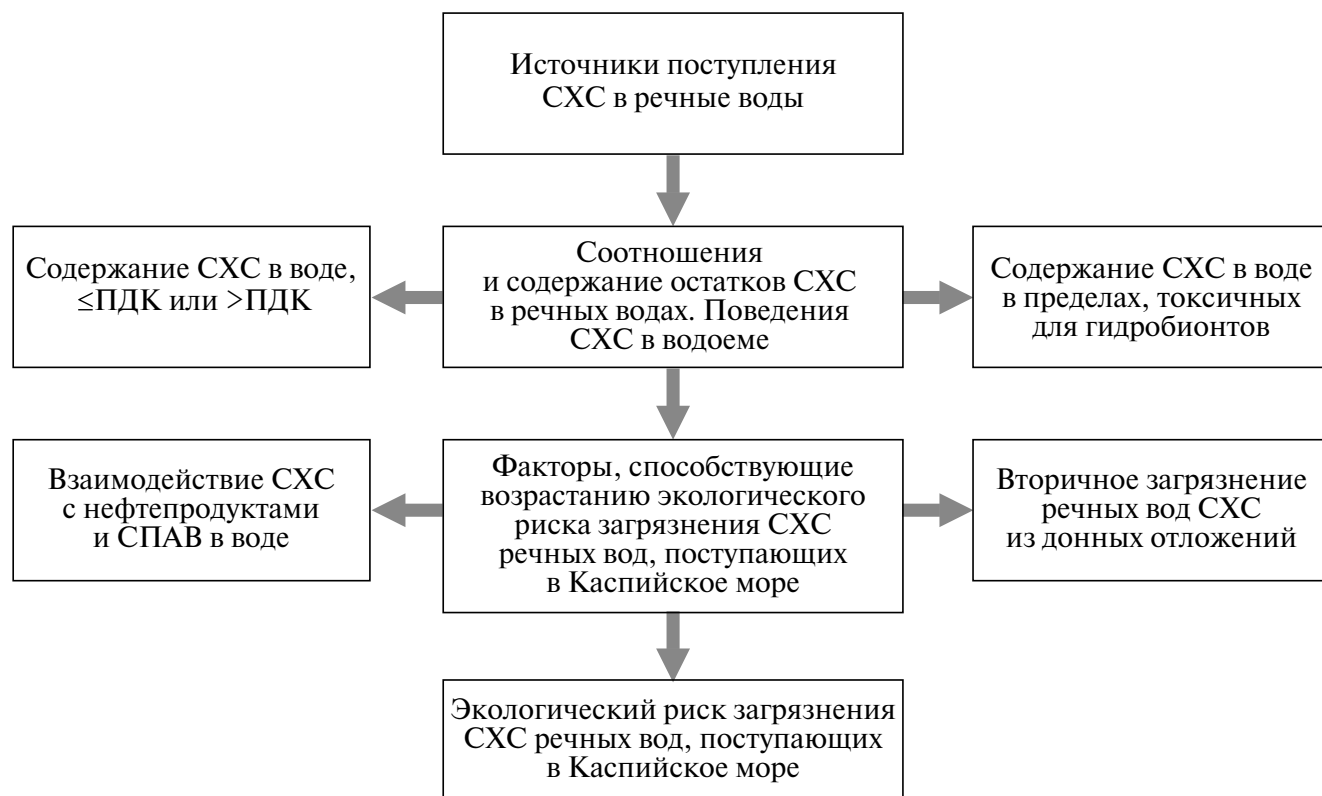 Источники поступления
СХС в речные воды
Содержание СХС в воде,
≤ПДК или >ПДК
Соотношения
и содержание остатков СХС
в речных водах. Поведения
СХС в водоеме
Содержание СХС в воде
в пределах, токсичных
для гидробионтов
Взаимодействие СХС
с нефтепродуктами
и СПАВ в воде
Факторы, способствующие
возрастанию экологического
риска загрязнения СХС
речных вод, поступающих
в Каспийское море
Вторичное загрязнение
речных вод СХС
из донных отложений
Экологический риск загрязнения
СХС речных вод, поступающих
в Каспийское море